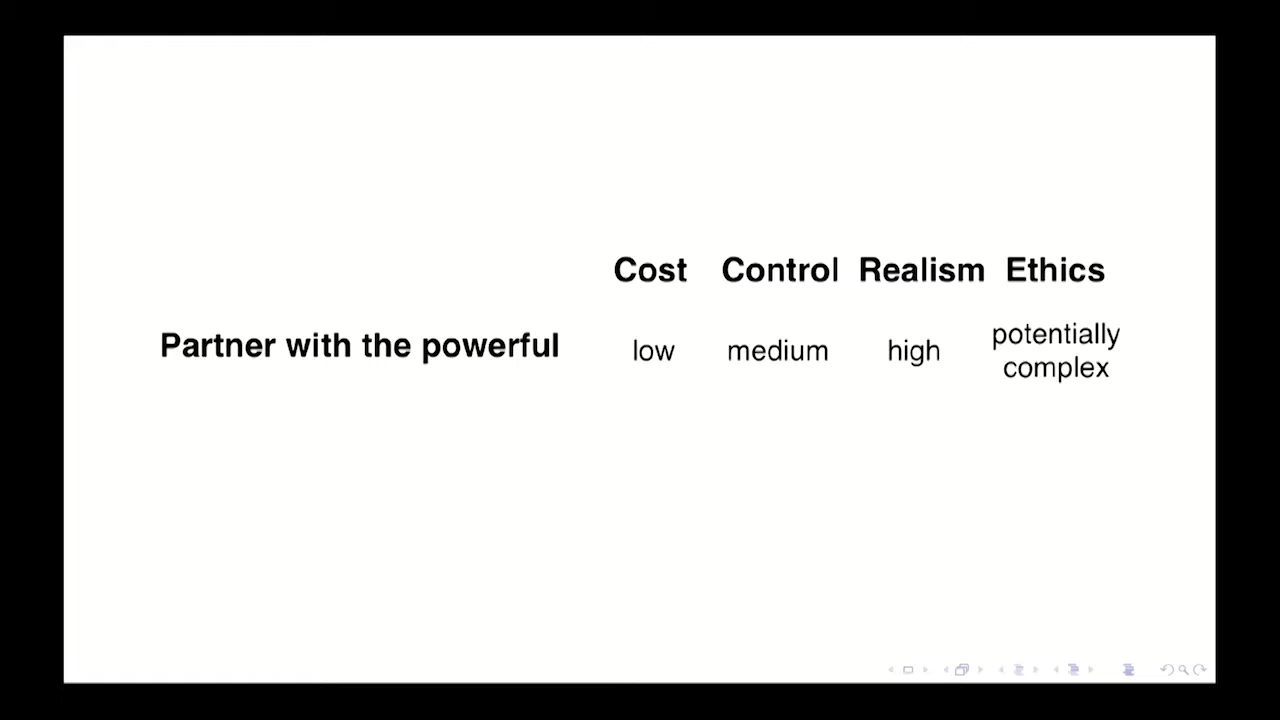 Cost Control Realism Ethics
Partner with the powerful low medium high potentially complex